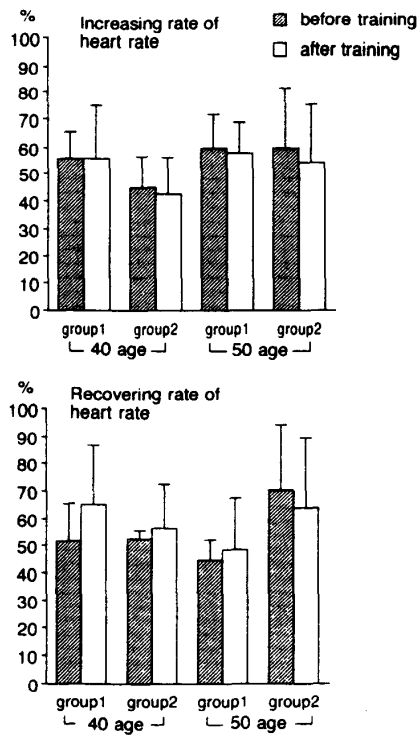 %
Increasing rate of
heart rate
before training
after training
100
90
80
70
60
50
40
30
20
10
0
group1 group2 group1 group2
40 age 50 age
%
Recovering rate of
heart rate
100
90
80
70
60
50
40
30
20
10
0
group1 group2 group1 group2
40 age 50 age